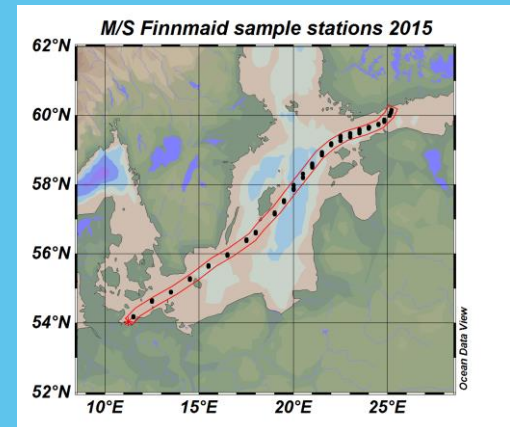 M/S Finnmaid sample stations 2015
62°N
60°N
58°N
56°N
54°N
52°N
10°E 15°E 20°E 25°E
Ocean Data View